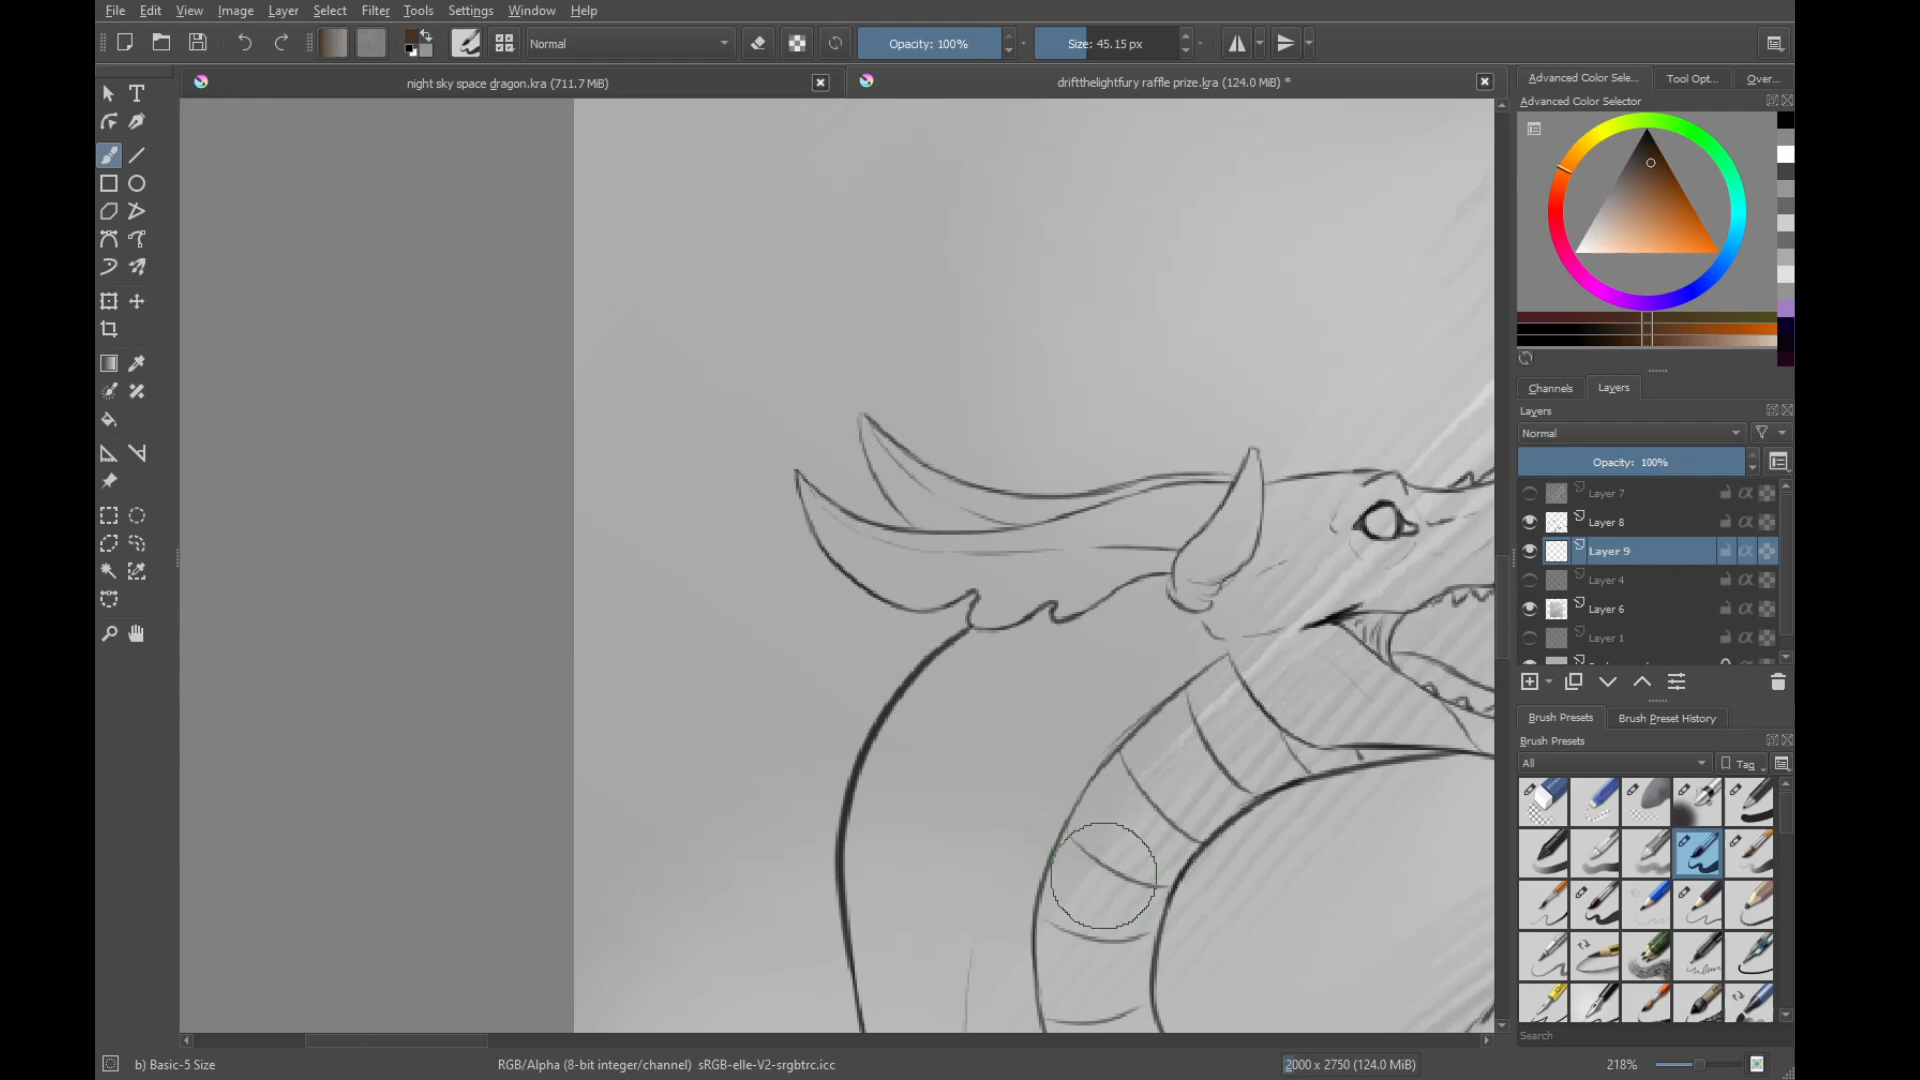 File Edit View Image Layer Select Filter Tools Settings Window Help
Normal Opacity: 100% Size: 45.15 px
night sky space dragon.kra (711.7 MiB) driftthelightfury raffle prize.kra (124.0 MiB) *
Advanced Color Sele... Tool Opt... Over...
Advanced Color Selector
Channels Layers
Layers
Normal
Opacity: 100%
Layer 7
Layer 8
Layer 9
Layer 4
Layer 6
Layer 1
Brush Presets Brush Preset History
Brush Presets
All Tag
Search
b) Basic-5 Size RGB/Alpha (8-bit integer/channel) sRGB-elle-V2-srgbtrc.icc 2000 x 2750 (124.0 MiB) 218%